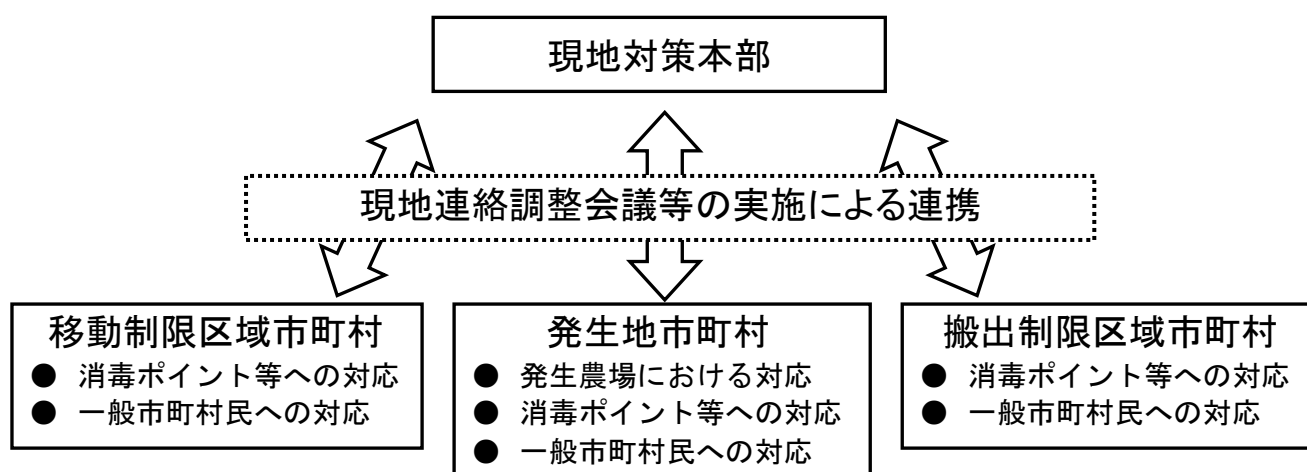 現地対策本部
現地連絡調整会議等の実施による連携
移動制限区域市町村
● 消毒ポイント等への対応
● 一般市町村民への対応
発生地市町村
● 発生農場における対応
● 消毒ポイント等への対応
● 一般市町村民への対応
搬出制限区域市町村
● 消毒ポイント等への対応
● 一般市町村民への対応